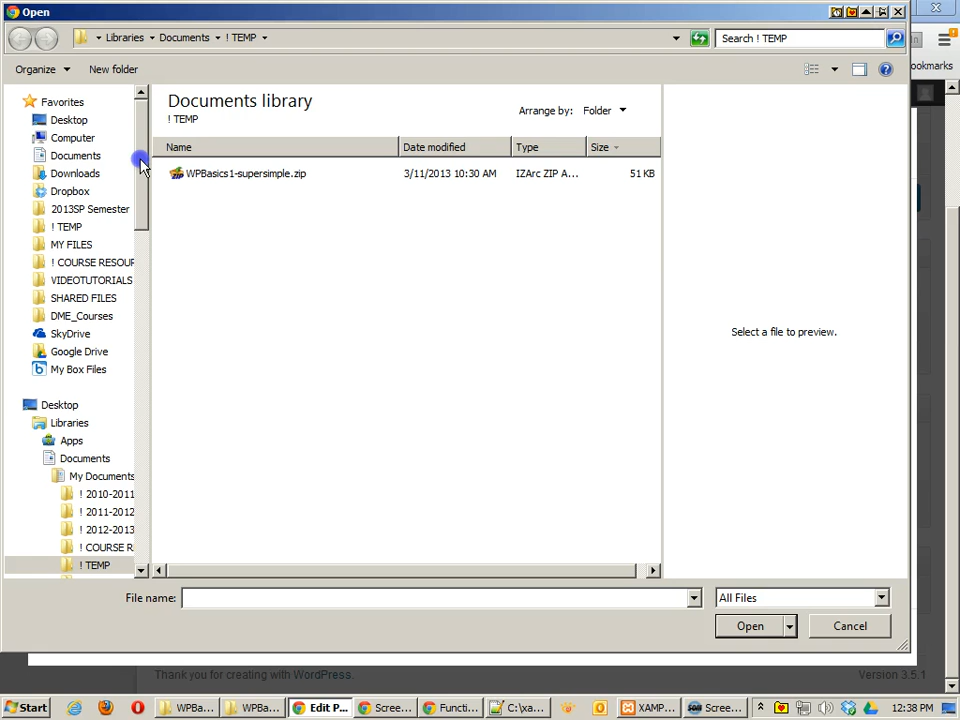 Open
Libraries Documents ! TEMP
Search ! TEMP
Organize New folder
ookmarks
Favorites
Desktop
Computer
Documents
Downloads
Dropbox
2013SP Semester
! TEMP
MY FILES
! COURSE RESOUR
VIDEOTUTORIALS
SHARED FILES
DME_Courses
SkyDrive
Google Drive
My Box Files
Desktop
Libraries
Apps
Documents
My Documents
! 2010-2011
! 2011-2012
! 2012-2013
! COURSE R
! TEMP
Documents library
! TEMP
Arrange by: Folder
Name Date modified Type Size
WPBasics1-supersimple.zip 3/11/2013 10:30 AM IZArc ZIP A... 51 KB
Select a file to preview.
File name: All Files
Open Cancel
Thank you for creating with WordPress. Version 3.5.1
Start WPBa... WPBa... Edit P... Scree... Functi... C:\xa... XAMP... Scree... 12:38 PM